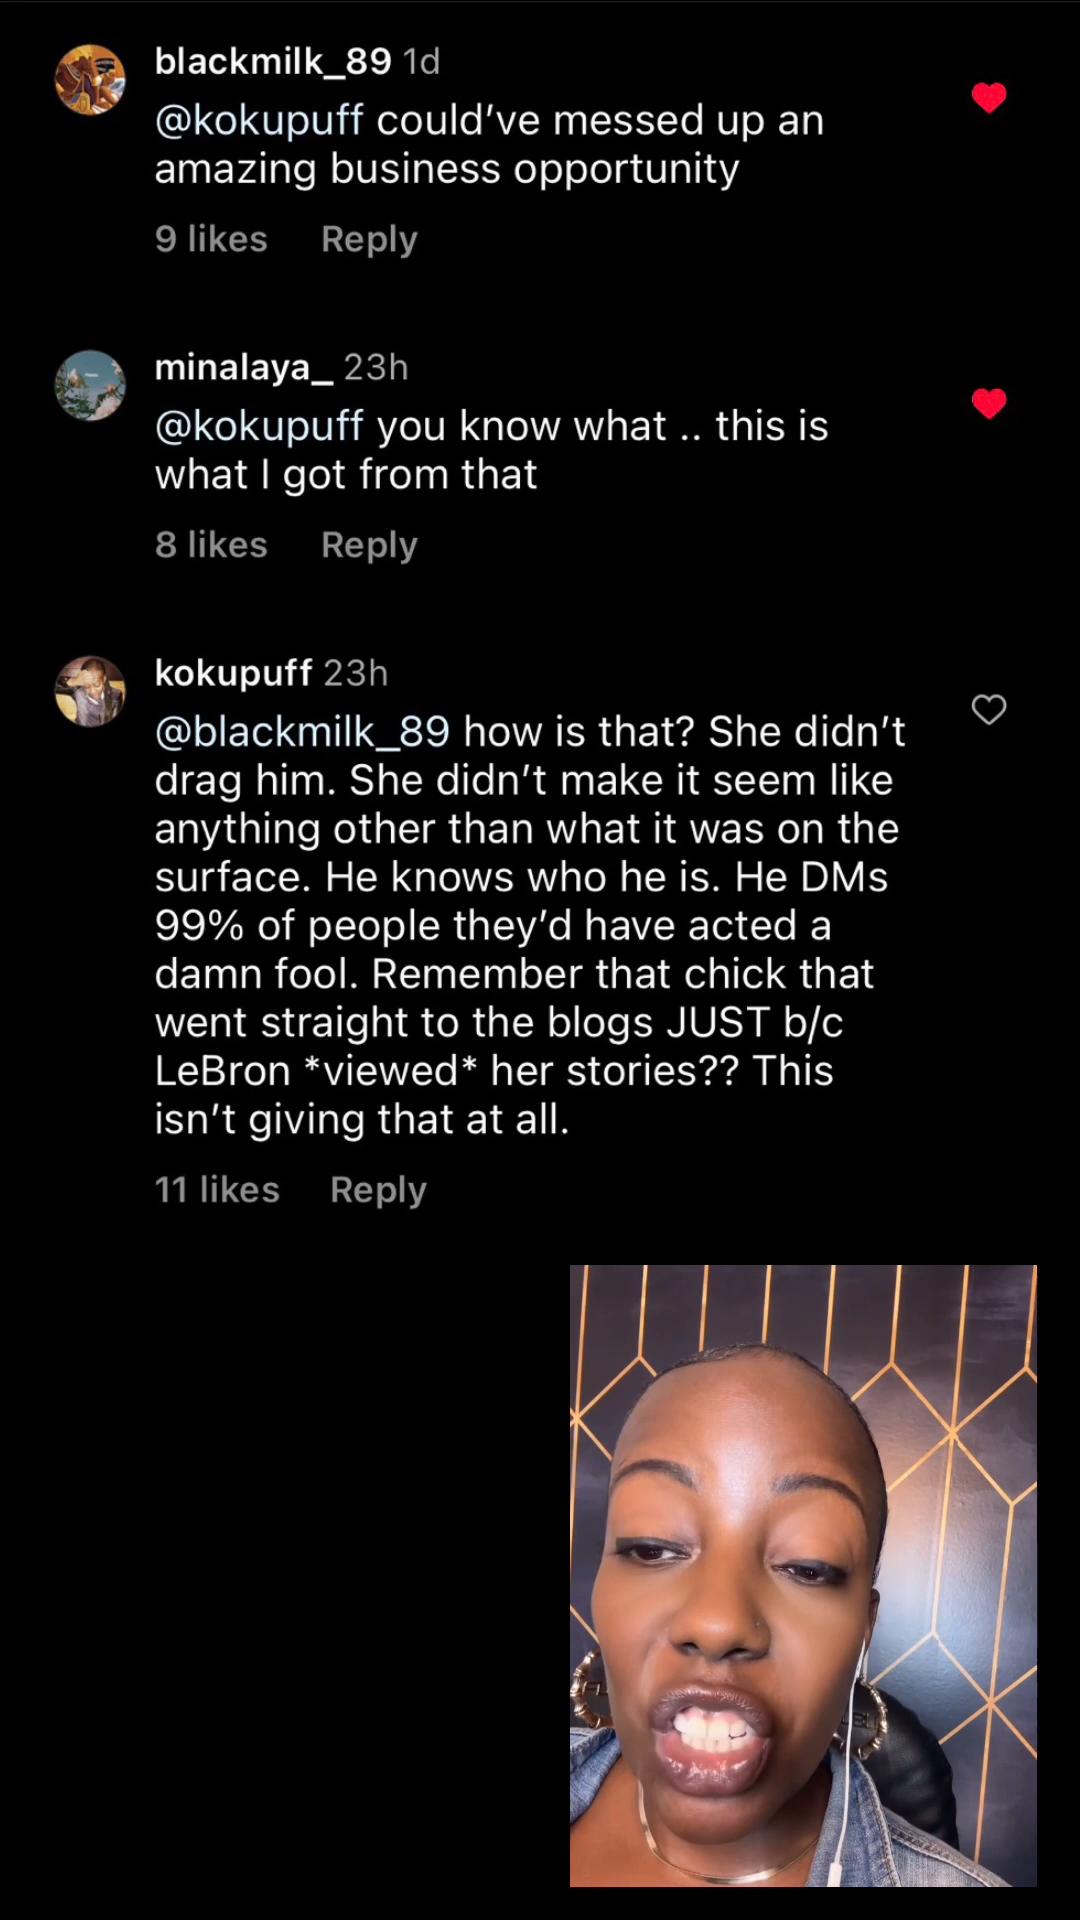 blackmilk_89 1d
@kokupuff could’ve messed up an
amazing business opportunity
9 likes Reply
minalaya_ 23h
@kokupuff you know what .. this is
what I got from that
8 likes Reply
kokupuff 23h
@blackmilk_89 how is that? She didn’t
drag him. She didn’t make it seem like
anything other than what it was on the
surface. He knows who he is. He DMs
99% of people they’d have acted a
damn fool. Remember that chick that
went straight to the blogs JUST b/c
LeBron *viewed* her stories?? This
isn’t giving that at all.
11 likes Reply